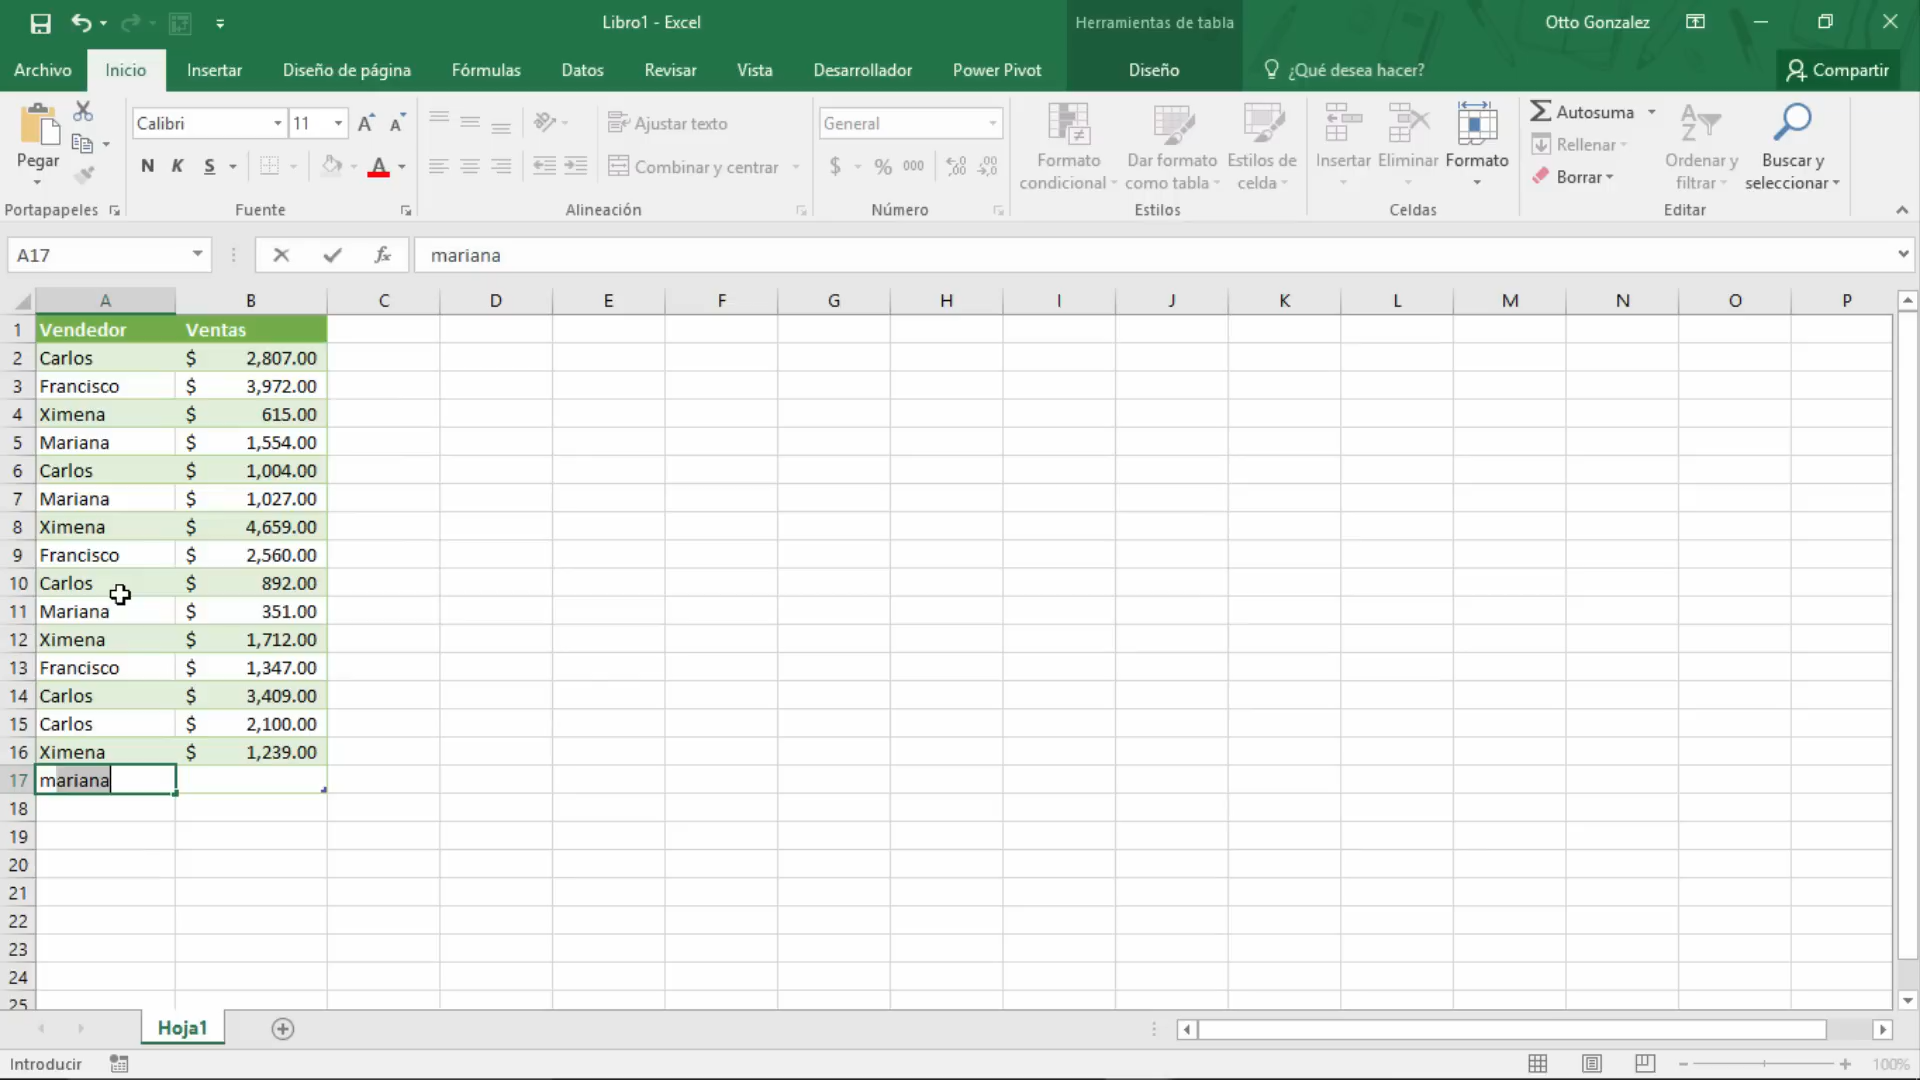 Libro1 - Excel
Herramientas de tabla
Otto Gonzalez
Archivo Inicio Insertar Diseño de página Fórmulas Datos Revisar Vista Desarrollador Power Pivot Diseño ¿Qué desea hacer? Compartir
Pegar
Calibri 11
N K S A
Ajustar texto
Combinar y centrar
General
$ % 000
Formato condicional
Dar formato como tabla
Estilos de celda
Insertar Eliminar Formato
Autosuma
Rellenar
Borrar
Ordenar y filtrar
Buscar y seleccionar
Portapapeles Fuente Alineación Número Estilos Celdas Editar
A17 fx mariana
A B C D E F G H I J K L M N O P
1 Vendedor Ventas
2 Carlos $ 2,807.00
3 Francisco $ 3,972.00
4 Ximena $ 615.00
5 Mariana $ 1,554.00
6 Carlos $ 1,004.00
7 Mariana $ 1,027.00
8 Ximena $ 4,659.00
9 Francisco $ 2,560.00
10 Carlos $ 892.00
11 Mariana $ 351.00
12 Ximena $ 1,712.00
13 Francisco $ 1,347.00
14 Carlos $ 3,409.00
15 Carlos $ 2,100.00
16 Ximena $ 1,239.00
17 mariana
18
19
20
21
22
23
24
25
Hoja1
Introducir 100%